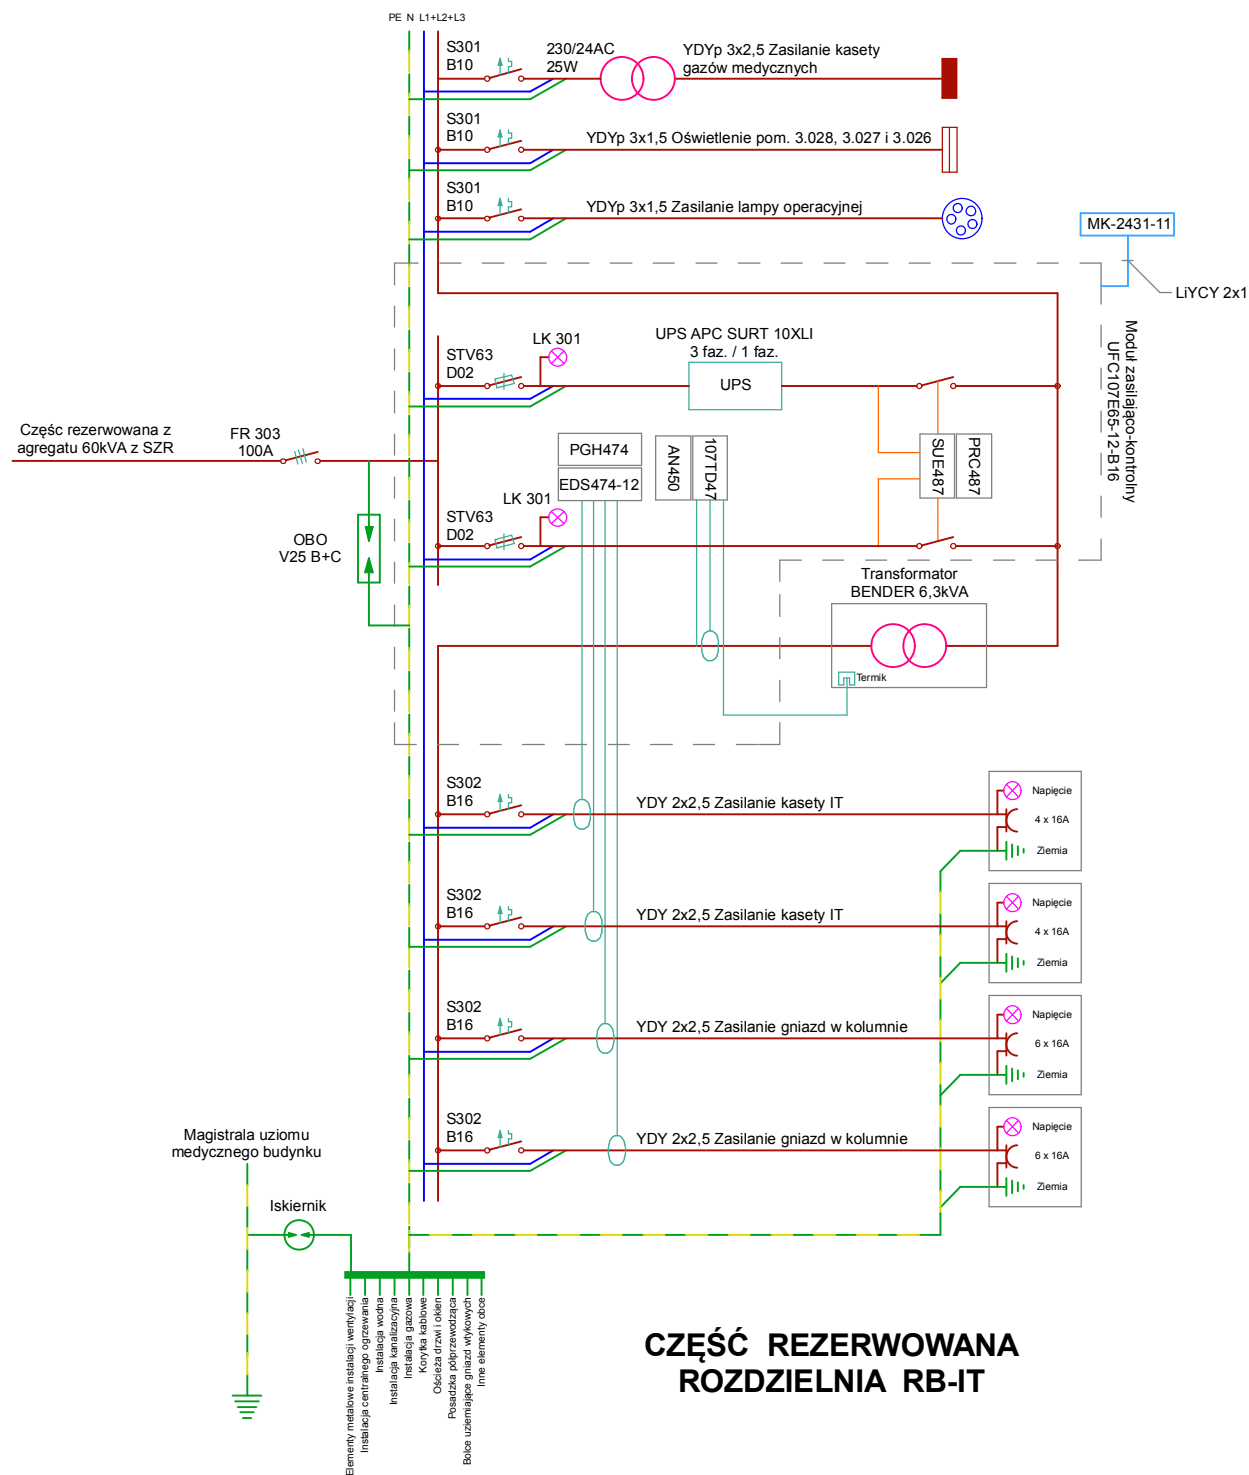 PE N L1+L2+L3
S301
B10
230/24AC
25W
YDYp 3x2,5 Zasilanie kasety
gazów medycznych
S301
B10
YDYp 3x1,5 Oświetlenie pom. 3.028, 3.027 i 3.026
S301
B10
YDYp 3x1,5 Zasilanie lampy operacyjnej
MK-2431-11
LiYCY 2x1
Moduł zasilająco-kontrolny
UFC107E65-12-B16
STV63
D02
LK 301
UPS APC SURT 10XLI
3 faz. / 1 faz.
UPS
Częśc rezerwowana z
agregatu 60kVA z SZR
FR 303
100A
PGH474
EDS474-12
AN450
107TD47
SUE487
PRC487
LK 301
STV63
D02
OBO
V25 B+C
Transformator
BENDER 6,3kVA
Termik
S302
B16
YDY 2x2,5 Zasilanie kasety IT
Napięcie
4 x 16A
Ziemia
S302
B16
YDY 2x2,5 Zasilanie kasety IT
Napięcie
4 x 16A
Ziemia
S302
B16
YDY 2x2,5 Zasilanie gniazd w kolumnie
Napięcie
6 x 16A
Ziemia
S302
B16
YDY 2x2,5 Zasilanie gniazd w kolumnie
Napięcie
6 x 16A
Ziemia
Magistrala uziomu
medycznego budynku
Iskiernik
Elementy metalowe instalacji wentylacji
Instalacja centralnego ogrzewania
Instalacja wodna
Instalacja kanalizacyjna
Instalacja gazowa
Korytka kablowe
Ościeża drzwi i okien
Posadzka półprzewodząca
Bolce uziemiające gniazd wtykowych
Inne elementy obce
CZĘŚĆ REZERWOWANA
ROZDZIELNIA RB-IT